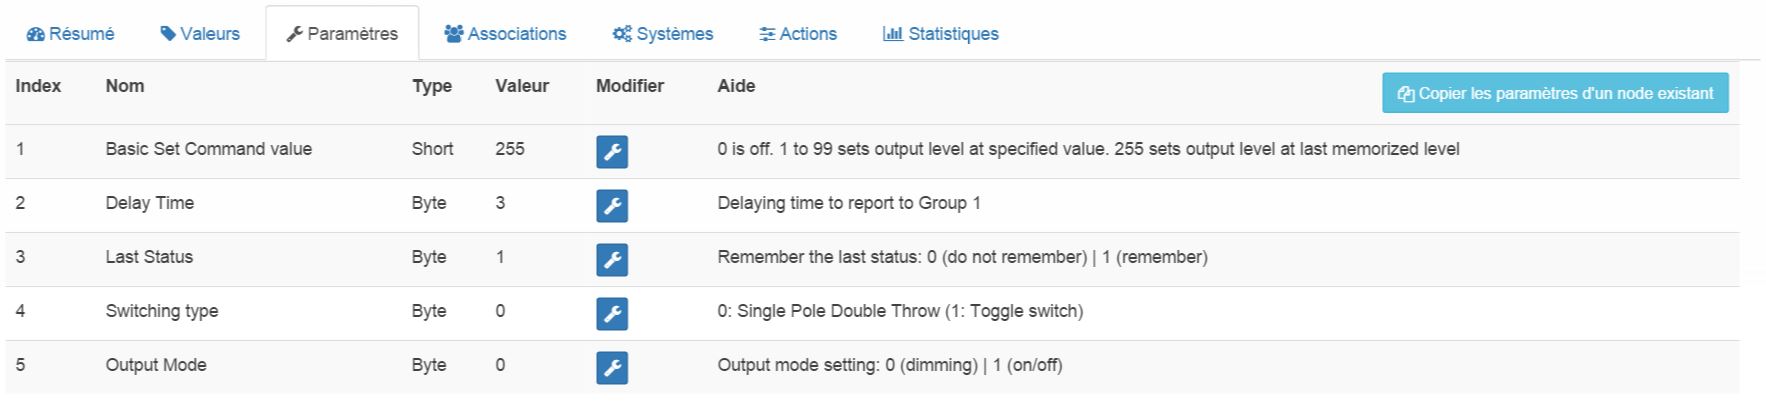 Résumé Valeurs Paramètres Associations Systèmes Actions Statistiques
Index Nom Type Valeur Modifier Aide Copier les paramètres d'un node existant
1 Basic Set Command value Short 255 0 is off. 1 to 99 sets output level at specified value. 255 sets output level at last memorized level
2 Delay Time Byte 3 Delaying time to report to Group 1
3 Last Status Byte 1 Remember the last status: 0 (do not remember) | 1 (remember)
4 Switching type Byte 0 0: Single Pole Double Throw (1: Toggle switch)
5 Output Mode Byte 0 Output mode setting: 0 (dimming) | 1 (on/off)